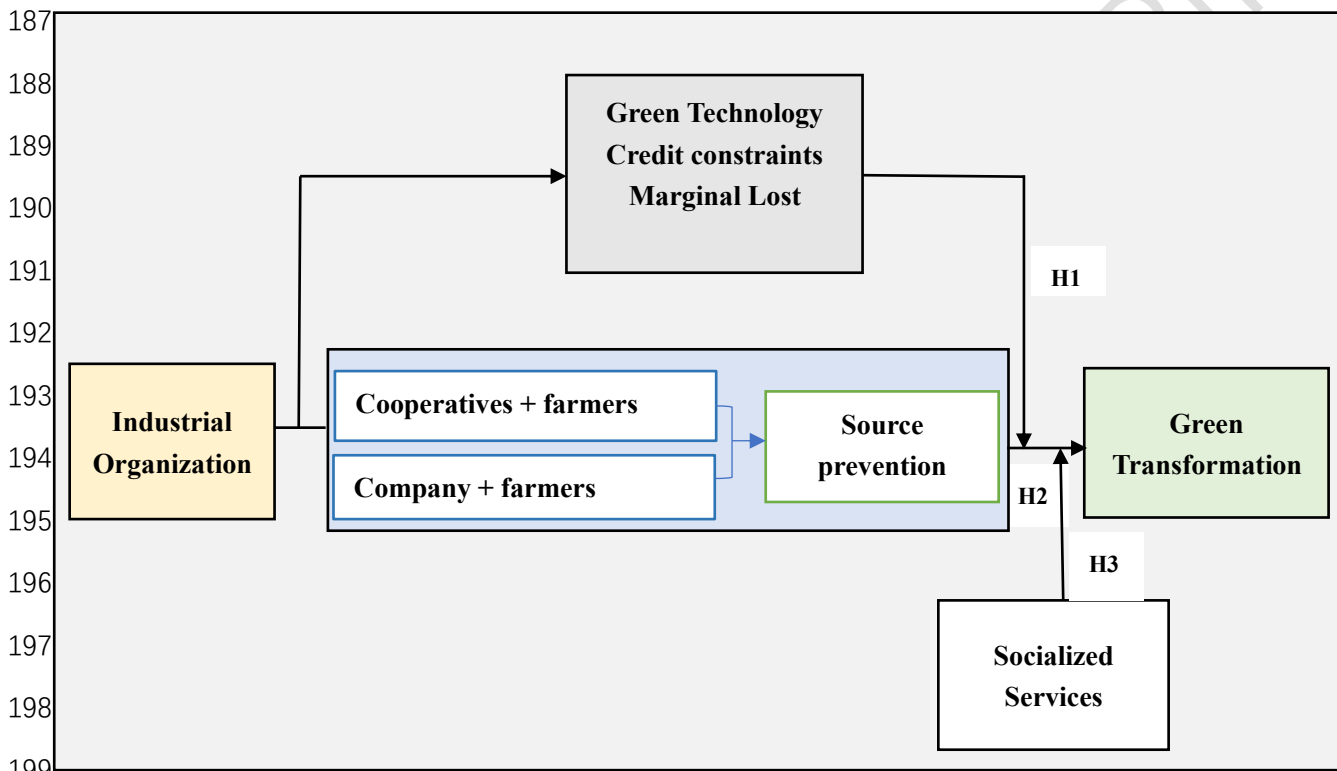 187
188
189
190
191
192
193
194
195
196
197
198
199
Green Technology
Credit constraints
Marginal Lost
H1
Industrial
Organization
Cooperatives + farmers
Company + farmers
Source
prevention
H2
Green
Transformation
H3
Socialized
Services